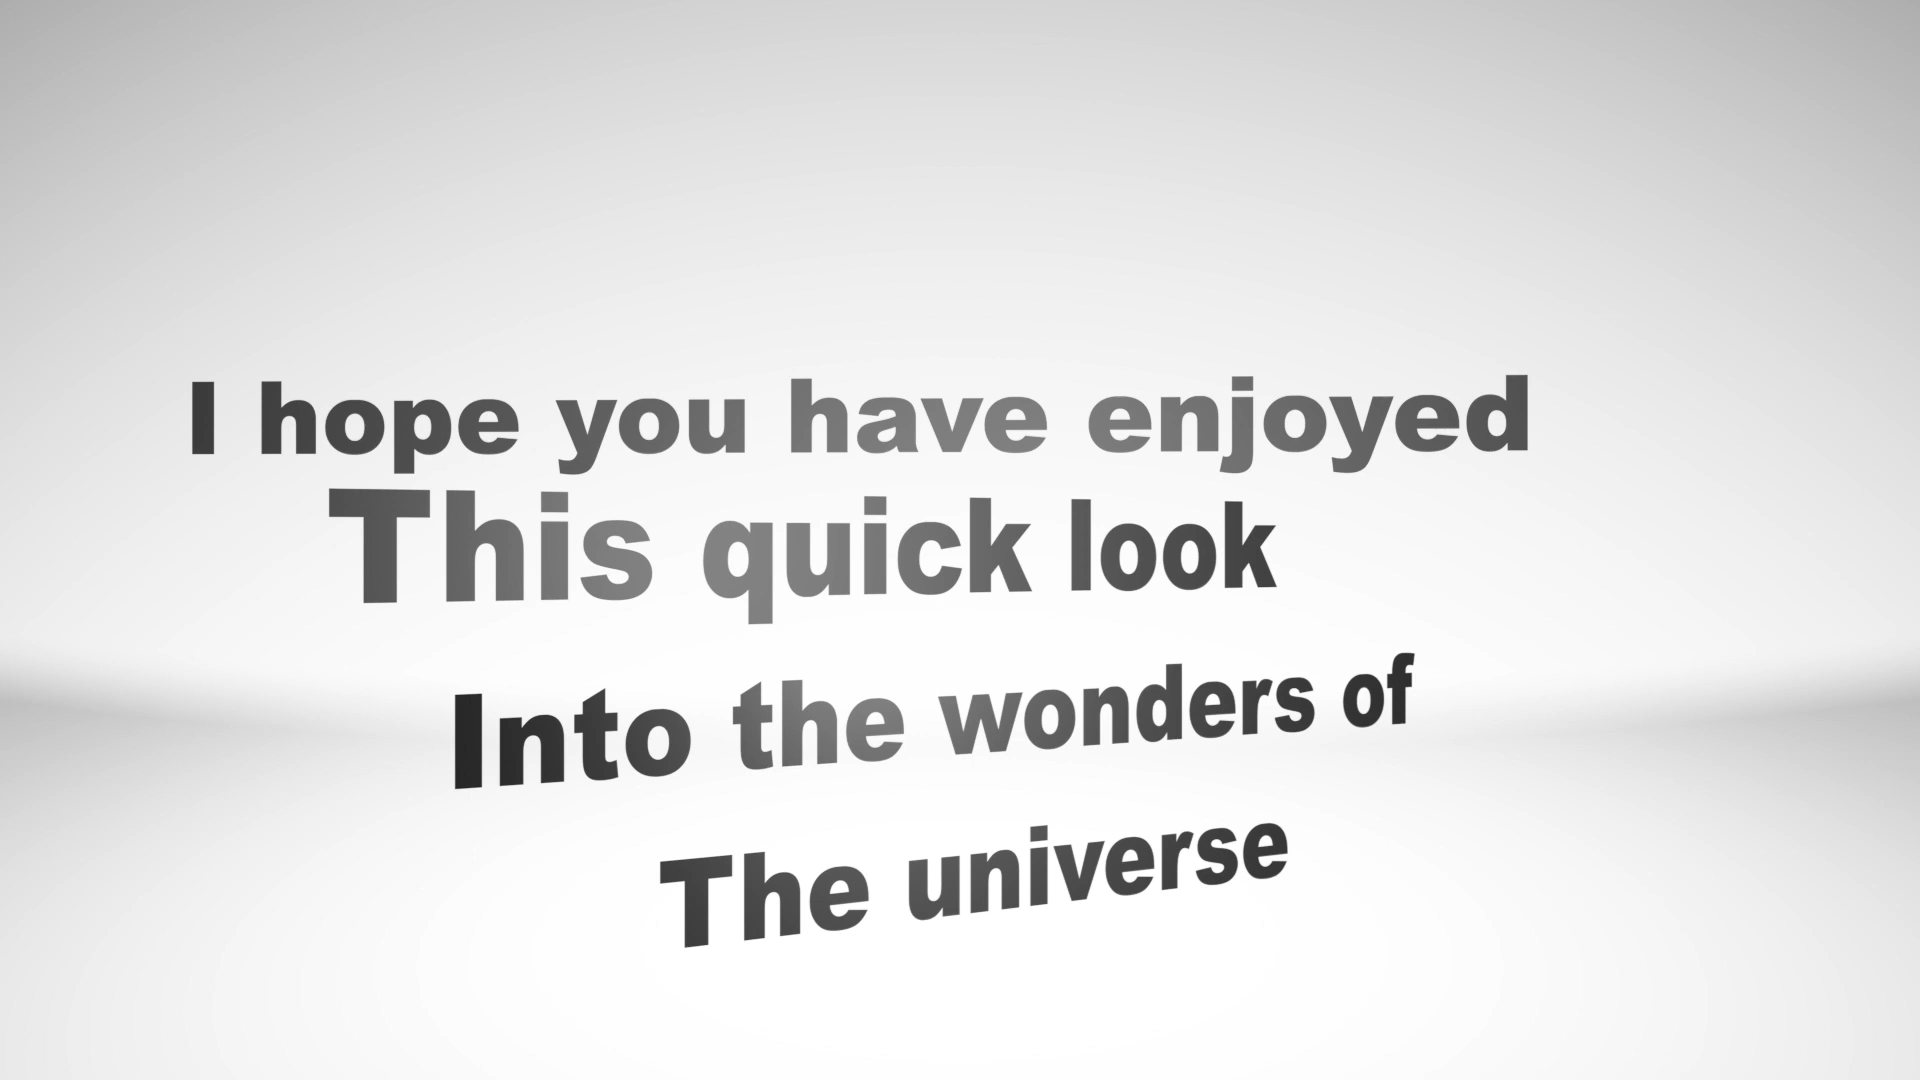 I hope you have enjoyed
This quick look
Into the wonders of
The universe